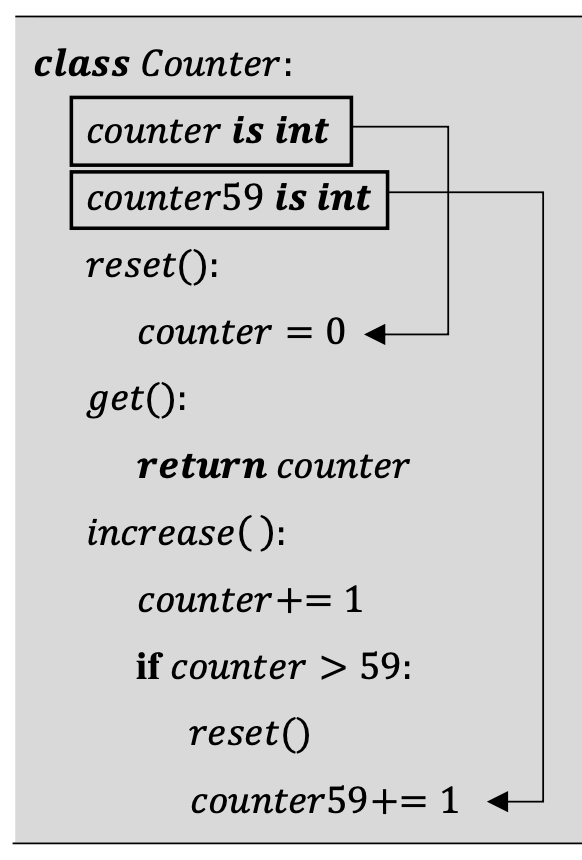 class Counter:
counter is int
counter59 is int
reset():
counter = 0
get():
return counter
increase():
counter+= 1
if counter > 59:
reset()
counter59+= 1